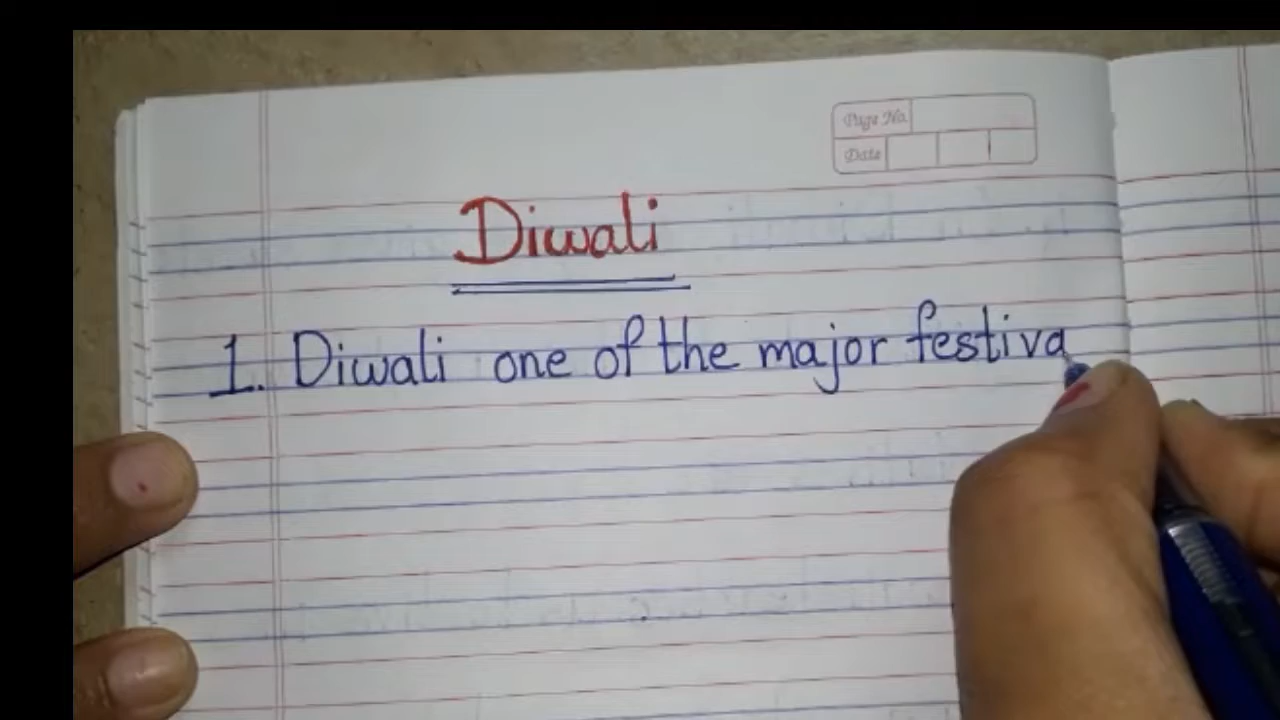 Page No.
Date
Diwali
1. Diwali one of the major festiva